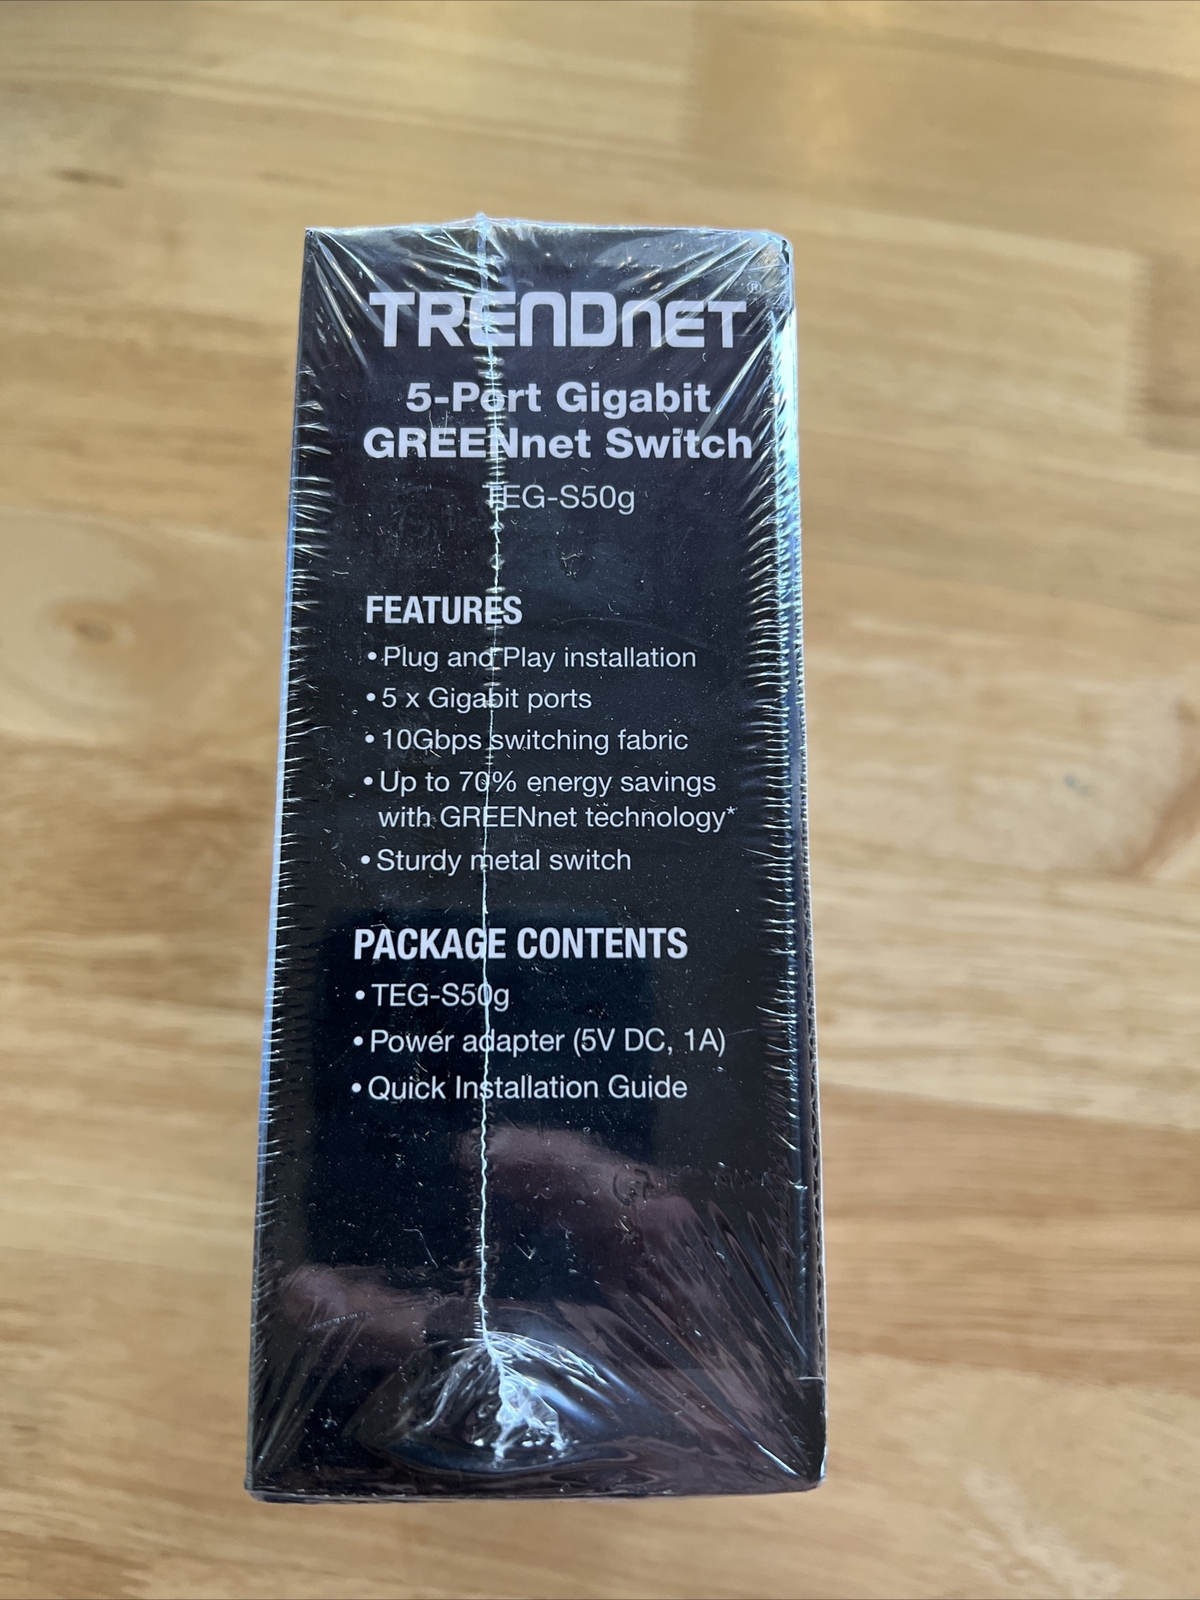 TRENDNET®
5-Port Gigabit
GREENnet Switch
TEG-S50g
FEATURES
•Plug and Play installation
•5 x Gigabit ports
•10Gbps switching fabric
•Up to 70% energy savings
with GREENnet technology*
•Sturdy metal switch
PACKAGE CONTENTS
•TEG-S50g
•Power adapter (5V DC, 1A)
•Quick Installation Guide